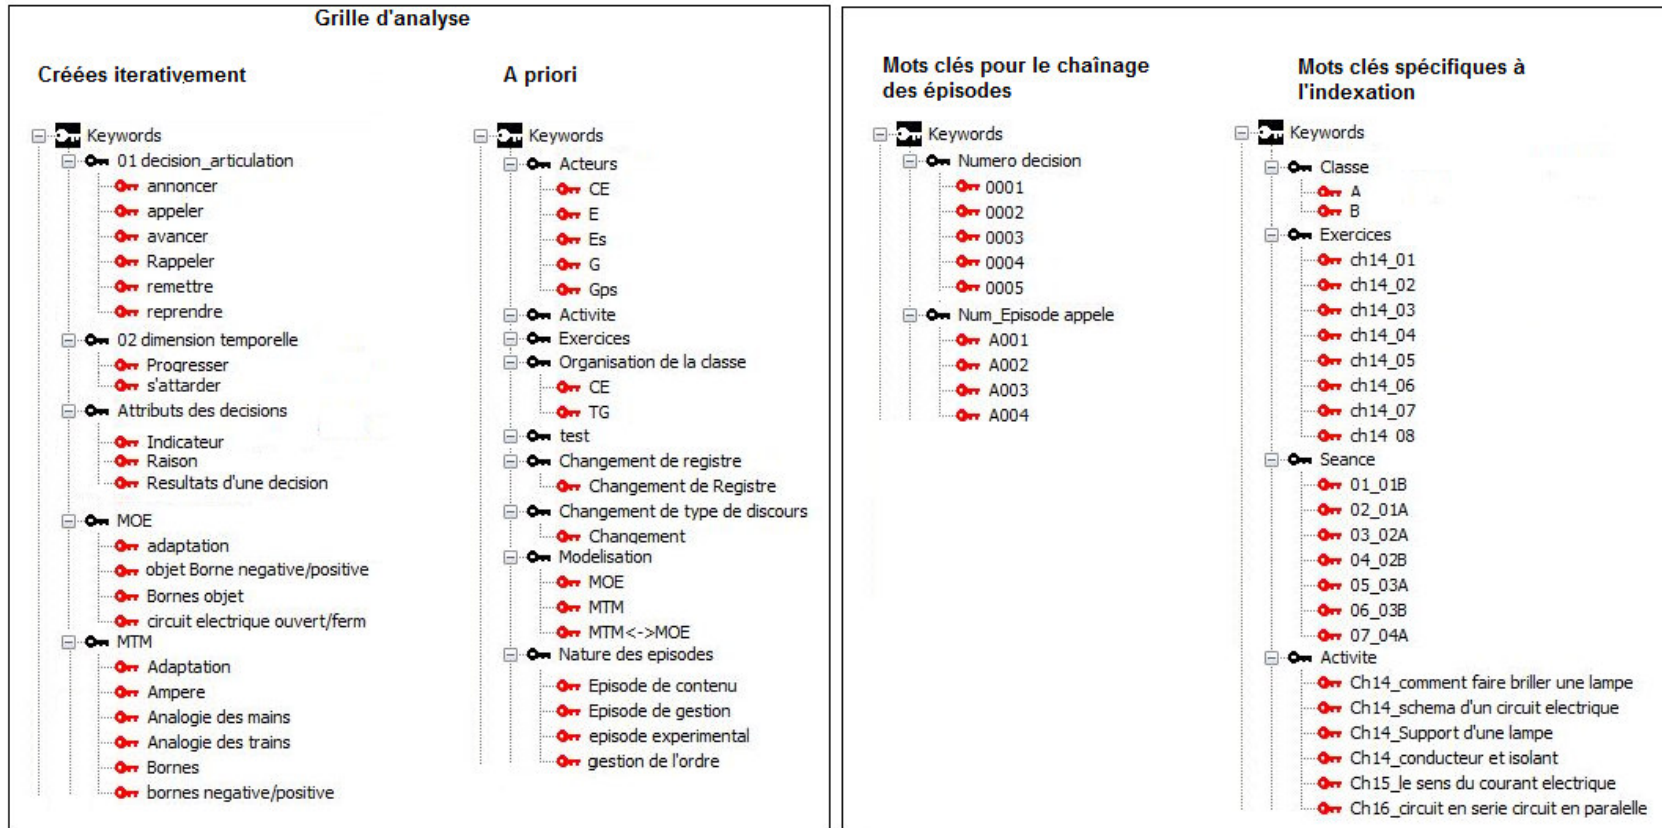 Grille d'analyse
Créées iterativement
Keywords
01 decision_articulation
annoncer
appeler
avancer
Rappeler
remettre
reprendre
02 dimension temporelle
Progresser
s'attarder
Attributs des decisions
Indicateur
Raison
Resultats d'une decision
MOE
adaptation
objet Borne negative/positive
Bornes objet
circuit electrique ouvert/ferm
MTM
Adaptation
Ampere
Analogie des mains
Analogie des trains
Bornes
bornes negative/positive
A priori
Keywords
Acteurs
CE
E
Es
G
Gps
Activite
Exercices
Organisation de la classe
CE
TG
test
Changement de registre
Changement de Registre
Changement de type de discours
Changement
Modelisation
MOE
MTM
MTM<->MOE
Nature des episodes
Episode de contenu
Episode de gestion
episode experimental
gestion de l'ordre
Mots clés pour le chaînage
des épisodes
Keywords
Numero decision
0001
0002
0003
0004
0005
Num_Episode appele
A001
A002
A003
A004
Mots clés spécifiques à
l'indexation
Keywords
Classe
A
B
Exercices
ch14_01
ch14_02
ch14_03
ch14_04
ch14_05
ch14_06
ch14_07
ch14_08
Seance
01_01B
02_01A
03_02A
04_02B
05_03A
06_03B
07_04A
Activite
Ch14_comment faire briller une lampe
Ch14_schema d'un circuit electrique
Ch14_Support d'une lampe
Ch14_conducteur et isolant
Ch15_le sens du courant electrique
Ch16_circuit en serie circuit en paralelle